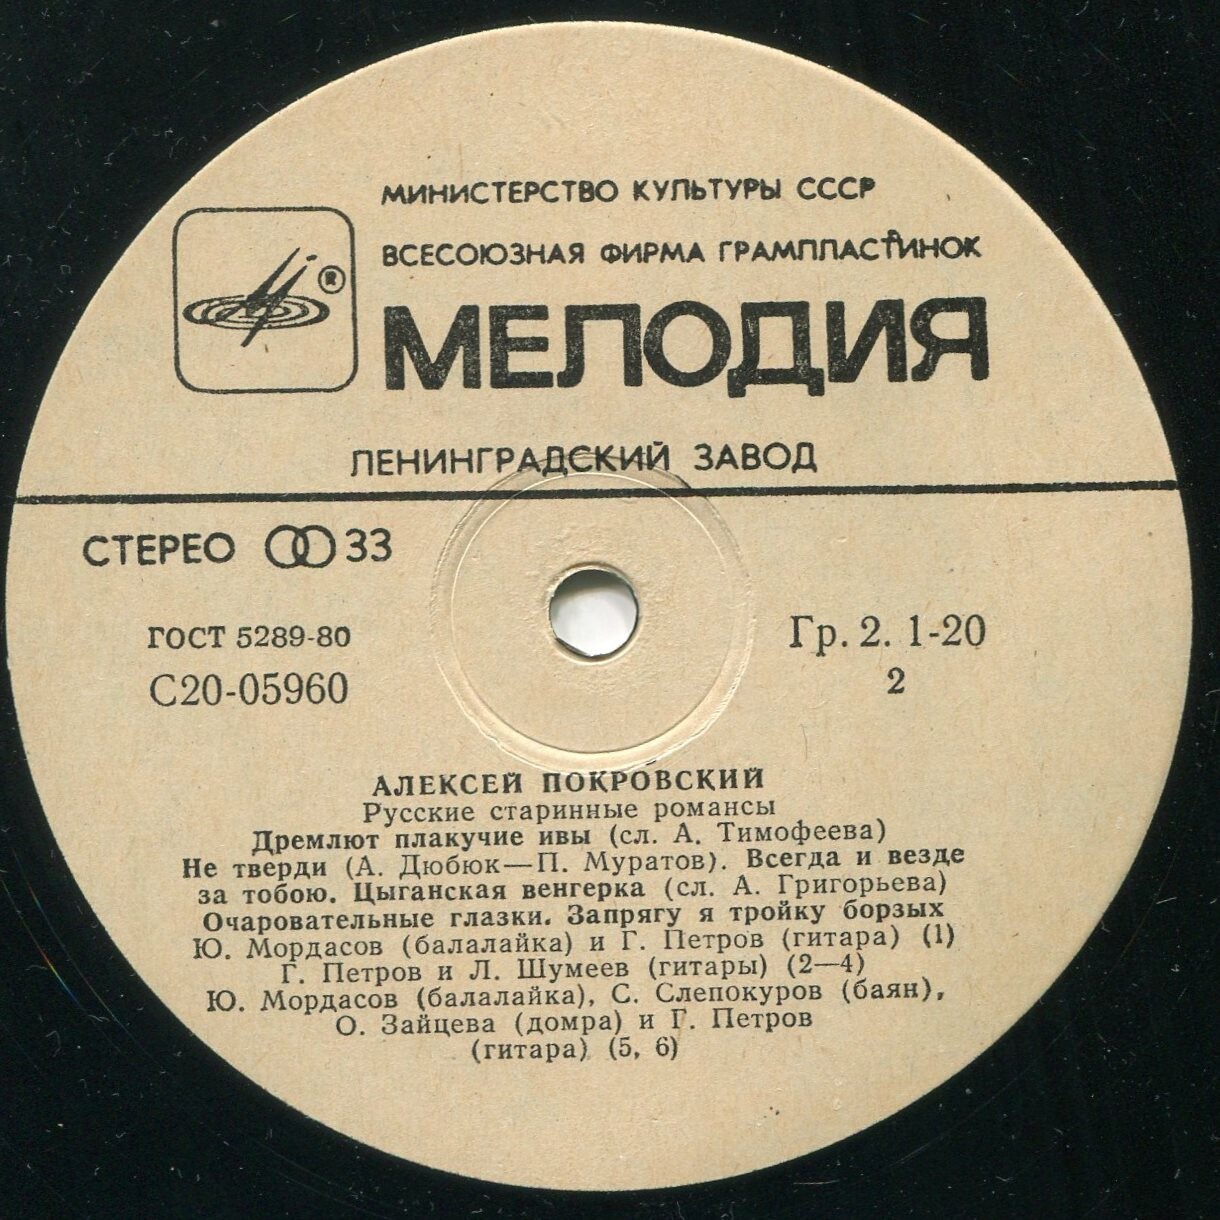 МИНИСТЕРСТВО КУЛЬТУРЫ СССР
ВСЕСОЮЗНАЯ ФИРМА ГРАМПЛАСТИНОК
®
МЕЛОДИЯ
ЛЕНИНГРАДСКИЙ ЗАВОД
СТЕРЕО 33
ГОСТ 5289-80
Гр. 2. 1-20
С20-05960
2
АЛЕКСЕЙ ПОКРОВСКИЙ
Русские старинные романсы
Дремлют плакучие ивы (сл. А. Тимофеева)
Не тверди (А. Дюбюк—П. Муратов). Всегда и везде
за тобою. Цыганская венгерка (сл. А. Григорьева)
Очаровательные глазки. Запрягу я тройку борзых
Ю. Мордасов (балалайка) и Г. Петров (гитара) (1)
Г. Петров и Л. Шумеев (гитары) (2—4)
Ю. Мордасов (балалайка), С. Слепокуров (баян),
О. Зайцева (домра) и Г. Петров
(гитара) (5, 6)